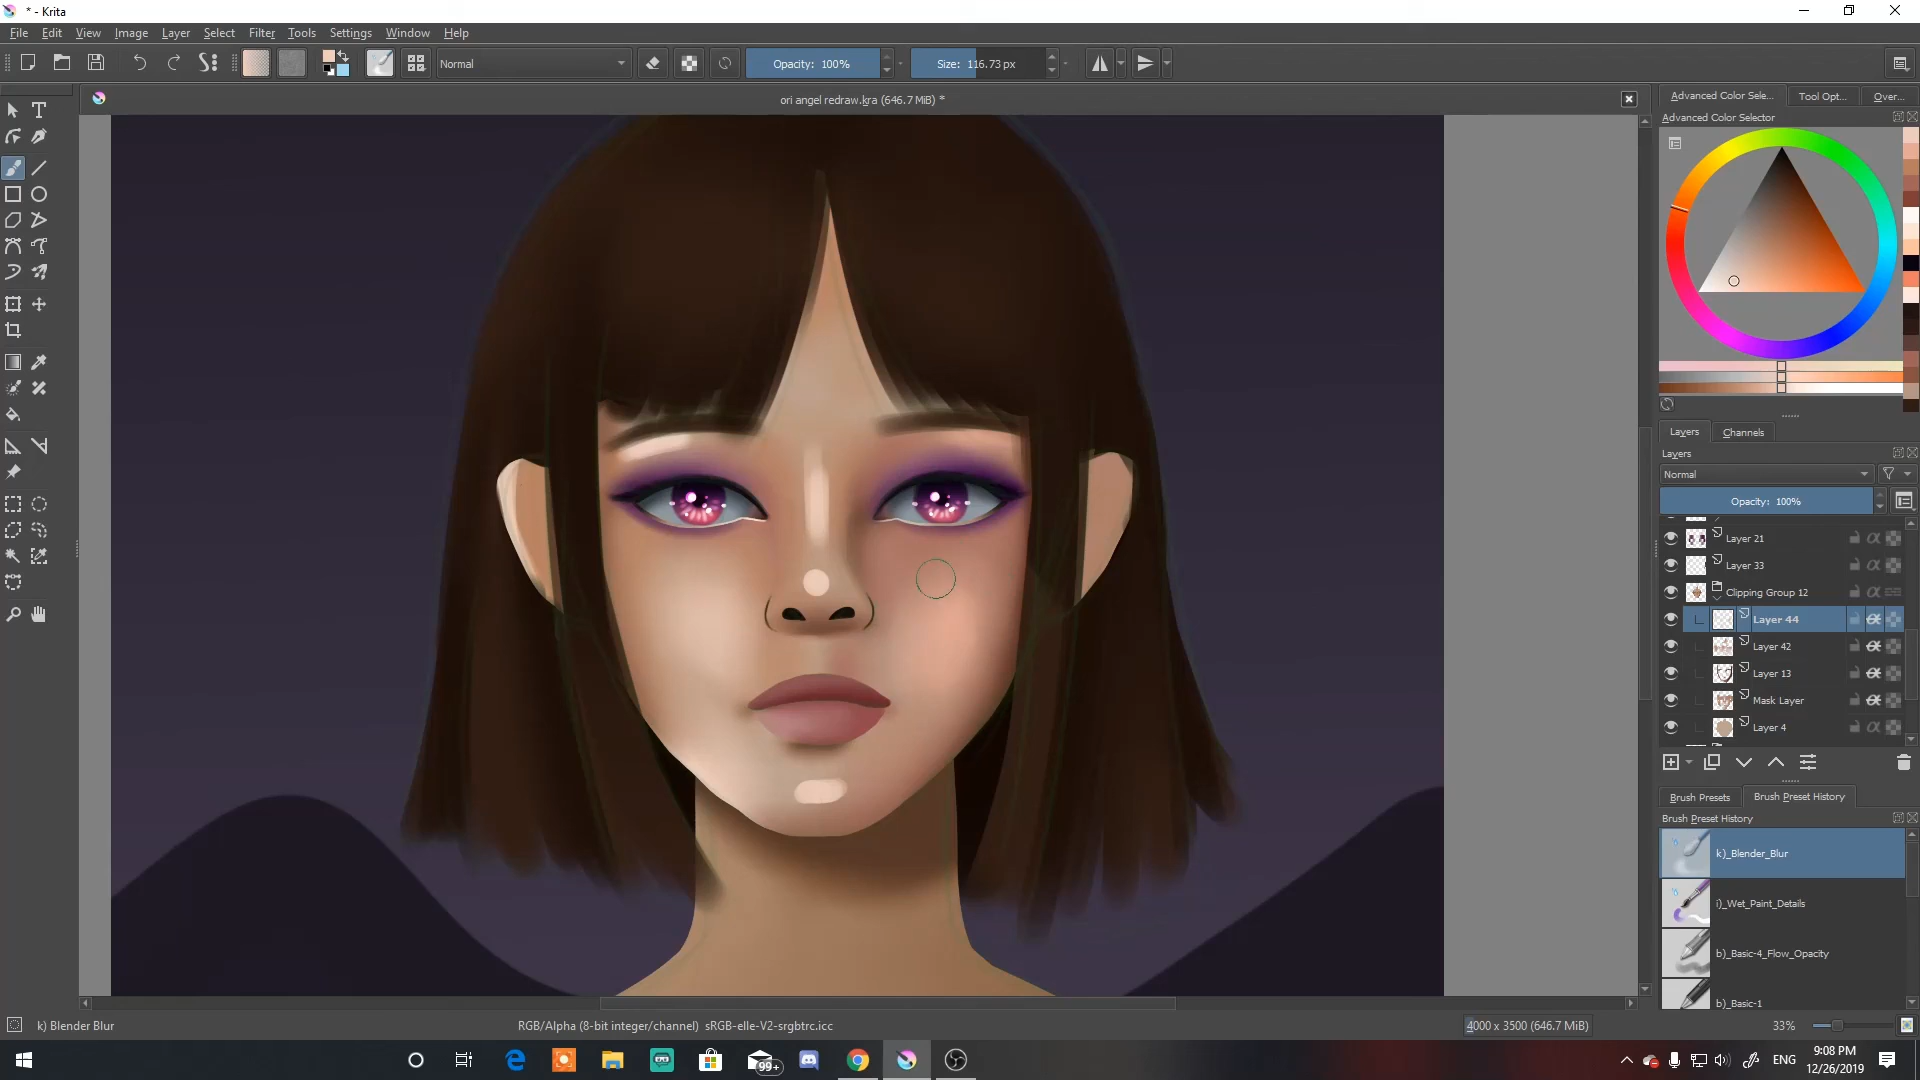 * - Krita
File Edit View Image Layer Select Filter Tools Settings Window Help
Normal Opacity: 100% Size: 116.73 px
ori angel redraw.kra (646.7 MiB) *
Advanced Color Sele... Tool Opt... Over...
Advanced Color Selector
Layers Channels
Layers
Normal
Opacity: 100%
Layer 21
Layer 33
Clipping Group 12
Layer 44
Layer 42
Layer 13
Mask Layer
Layer 4
Brush Presets Brush Preset History
Brush Preset History
k)_Blender_Blur
i)_Wet_Paint_Details
b)_Basic-4_Flow_Opacity
b)_Basic-1
k) Blender Blur RGB/Alpha (8-bit integer/channel) sRGB-elle-V2-srgbtrc.icc 4000 x 3500 (646.7 MiB) 33%
99+
ENG
9:08 PM
12/26/2019